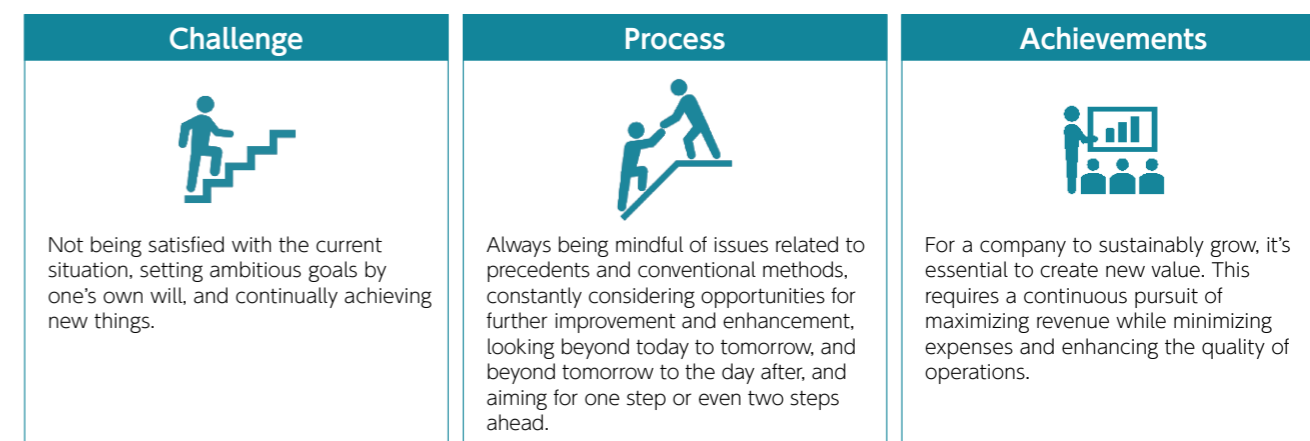 Challenge
Not being satisfied with the current
situation, setting ambitious goals by
one’s own will, and continually achieving
new things.
Process
Always being mindful of issues related to
precedents and conventional methods,
constantly considering opportunities for
further improvement and enhancement,
looking beyond today to tomorrow, and
beyond tomorrow to the day after, and
aiming for one step or even two steps
ahead.
Achievements
For a company to sustainably grow, it’s
essential to create new value. This
requires a continuous pursuit of
maximizing revenue while minimizing
expenses and enhancing the quality of
operations.